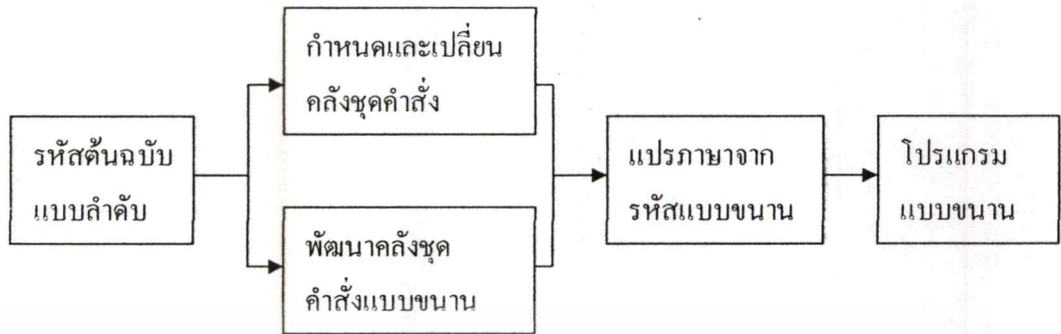 รหัสต้นฉบับ
แบบลำดับ
กำหนดและเปลี่ยน
คลังชุดคำสั่ง
พัฒนาคลังชุด
คำสั่งแบบขนาน
แปรภาษาจาก
รหัสแบบขนาน
โปรแกรม
แบบขนาน